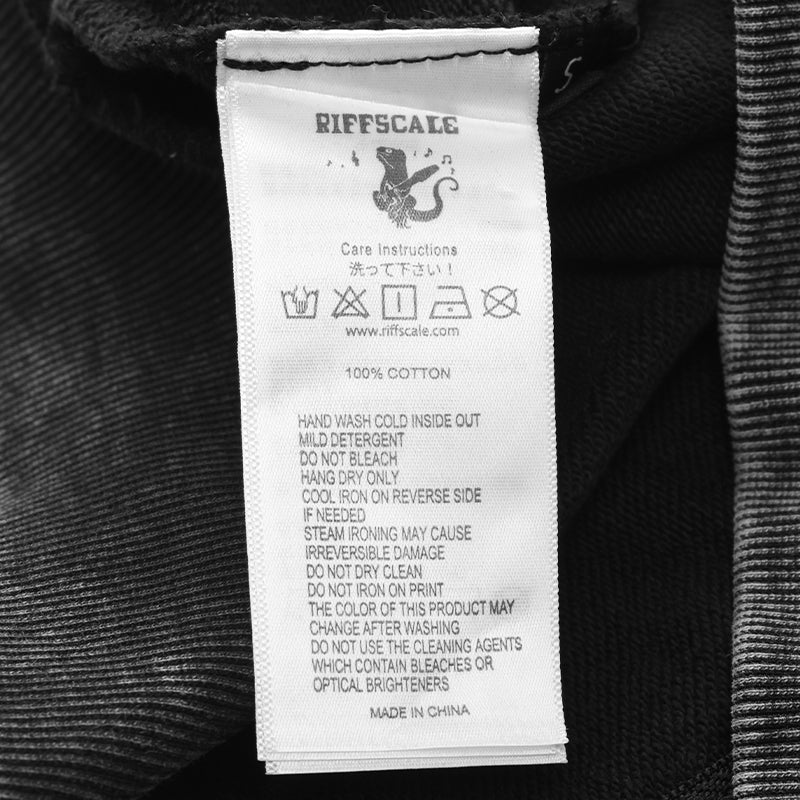 S
RIFFSCALE
Care Instructions
洗って下さい！
www.riffscale.com
100% COTTON
HAND WASH COLD INSIDE OUT
MILD DETERGENT
DO NOT BLEACH
HANG DRY ONLY
COOL IRON ON REVERSE SIDE
IF NEEDED
STEAM IRONING MAY CAUSE
IRREVERSIBLE DAMAGE
DO NOT DRY CLEAN
DO NOT IRON ON PRINT
THE COLOR OF THIS PRODUCT MAY
CHANGE AFTER WASHING
DO NOT USE THE CLEANING AGENTS
WHICH CONTAIN BLEACHES OR
OPTICAL BRIGHTENERS
MADE IN CHINA